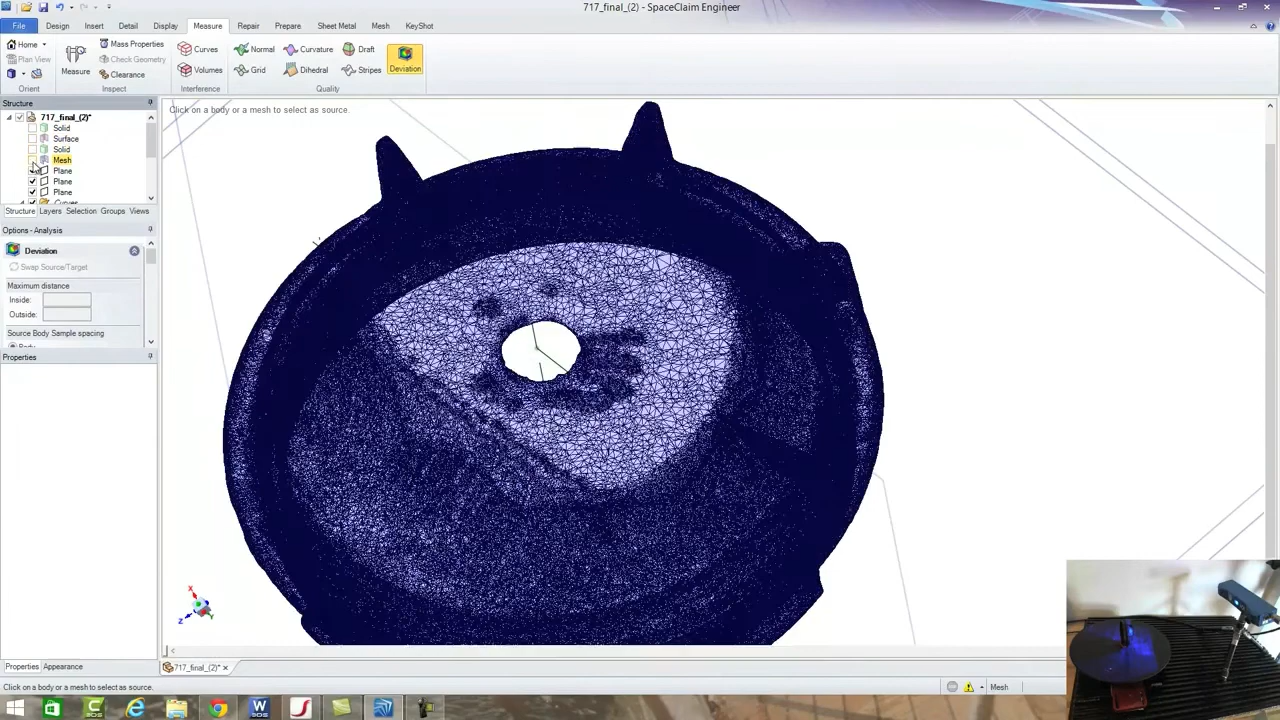 717_final_(2) - SpaceClaim Engineer
File Design Insert Detail Display Measure Repair Prepare Sheet Metal Mesh KeyShot
Home Mass Properties Curves Normal Curvature Draft
Plan View Measure Check Geometry Deviation
Clearance Volumes Grid Dihedral Stripes
Orient Inspect Interference Quality
Structure
Click on a body or a mesh to select as source.
717_final_(2)*
Solid
Surface
Solid
Mesh
Plane
Plane
Plane
Curves
Structure Layers Selection Groups Views
Options - Analysis
Deviation
Swap Source/Target
Maximum distance
Inside:
Outside:
Source Body Sample spacing
Body
Properties
X
Z
Y
Properties Appearance
717_final_(2)* x
Click on a body or a mesh to select as source.
Mesh